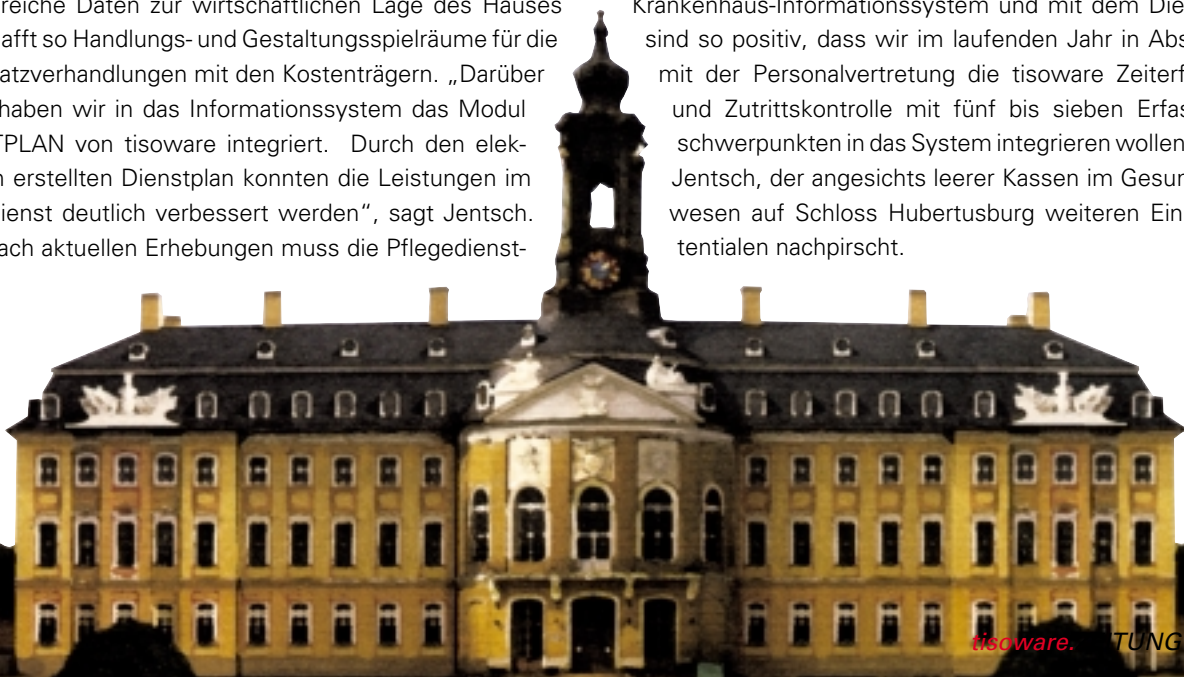 reiche Daten zur wirtschaftlichen Lage des Hauses
afft so Handlungs- und Gestaltungsspielräume für die
atzverhandlungen mit den Kostenträgern. „Darüber
haben wir in das Informationssystem das Modul
TPLAN von tisoware integriert. Durch den elek-
n erstellten Dienstplan konnten die Leistungen im
ienst deutlich verbessert werden“, sagt Jentsch.
ach aktuellen Erhebungen muss die Pflegedienst-
Krankenhaus-Informationssystem und mit dem Die
sind so positiv, dass wir im laufenden Jahr in Abs
mit der Personalvertretung die tisoware Zeiterf
und Zutrittskontrolle mit fünf bis sieben Erfas
schwerpunkten in das System integrieren wollen
Jentsch, der angesichts leerer Kassen im Gesun
wesen auf Schloss Hubertusburg weiteren Ein
tentialen nachpirscht.
tisoware. TUNG